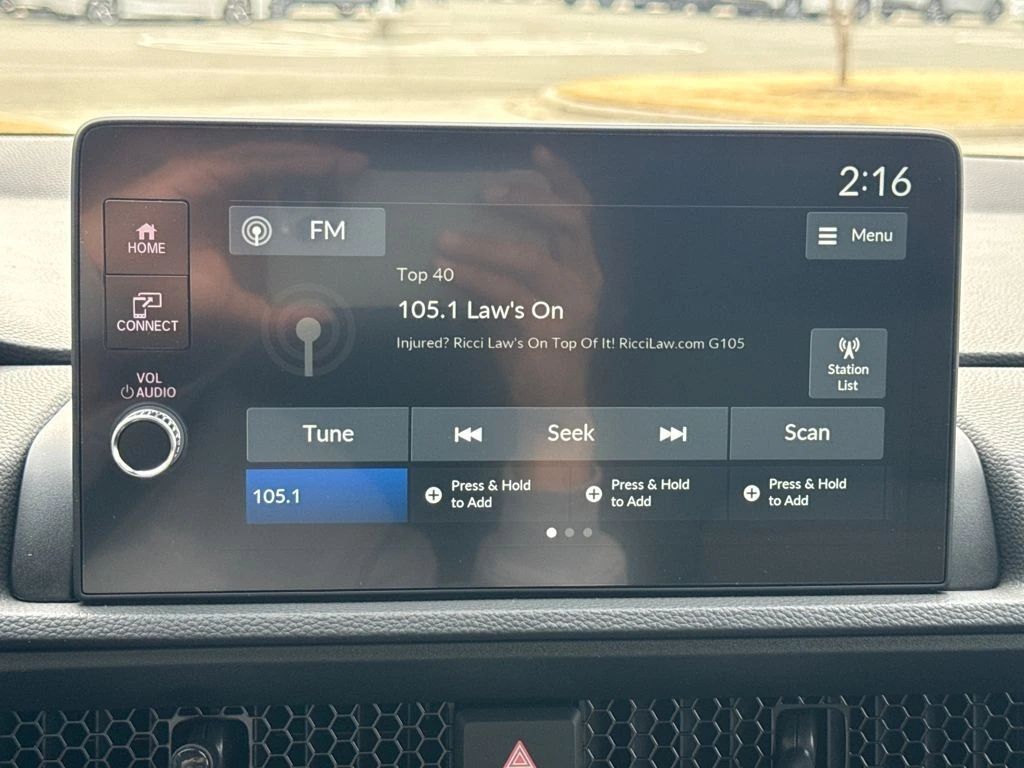 2:16
HOME
FM
Menu
CONNECT
Top 40
105.1 Law's On
Injured? Ricci Law's On Top Of It! RicciLaw.com G105
Station
List
VOL
AUDIO
Tune
Seek
Scan
105.1
Press & Hold
to Add
Press & Hold
to Add
Press & Hold
to Add